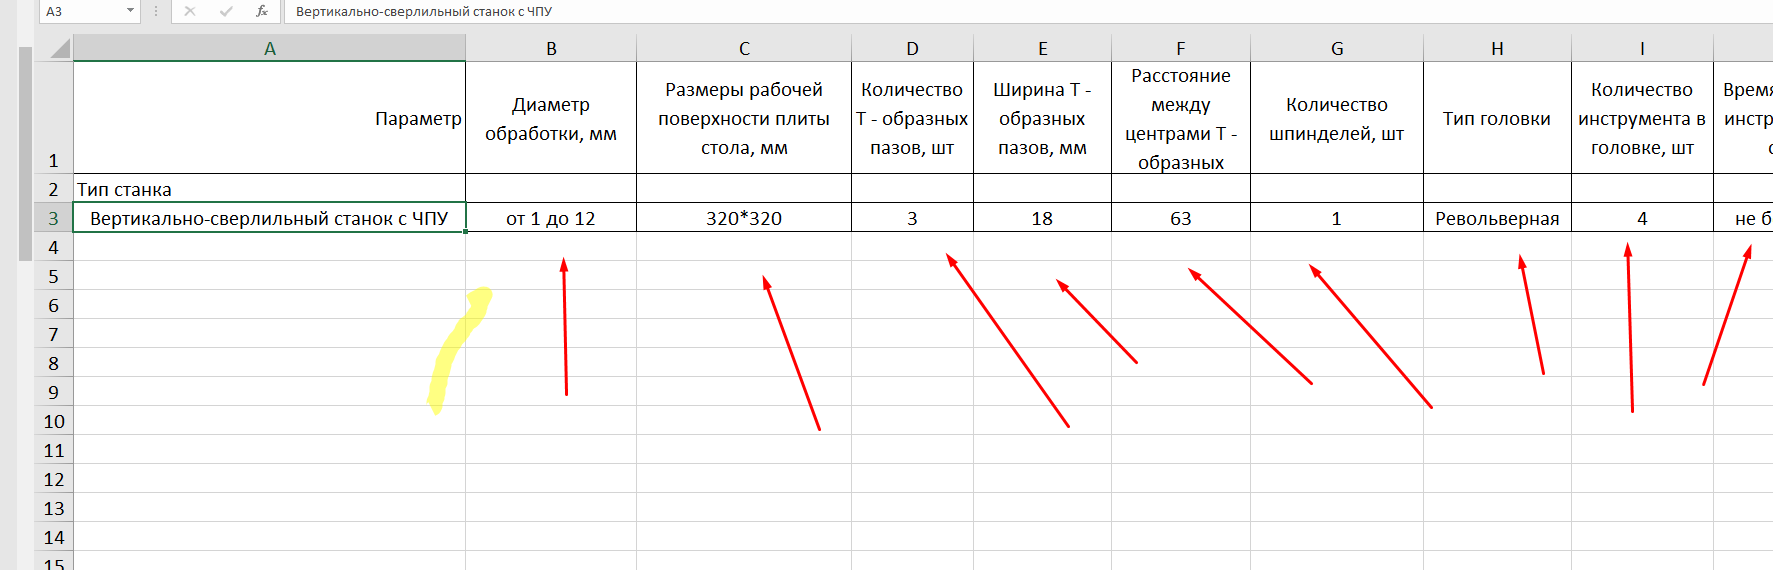 A3 fx Вертикально-сверлильный станок с ЧПУ
A B C D E F G H I
1 Параметр
Диаметр
обработки, мм
Размеры рабочей
поверхности плиты
стола, мм
Количество
Т - образных
пазов, шт
Ширина Т -
образных
пазов, мм
Расстояние
между
центрами Т -
образных
Количество
шпинделей, шт
Тип головки
Количество
инструмента в
головке, шт
Время
инстр
2 Тип станка
3 Вертикально-сверлильный станок с ЧПУ от 1 до 12 320*320 3 18 63 1 Револьверная 4 не б
4
5
6
7
8
9
10
11
12
13
14
15